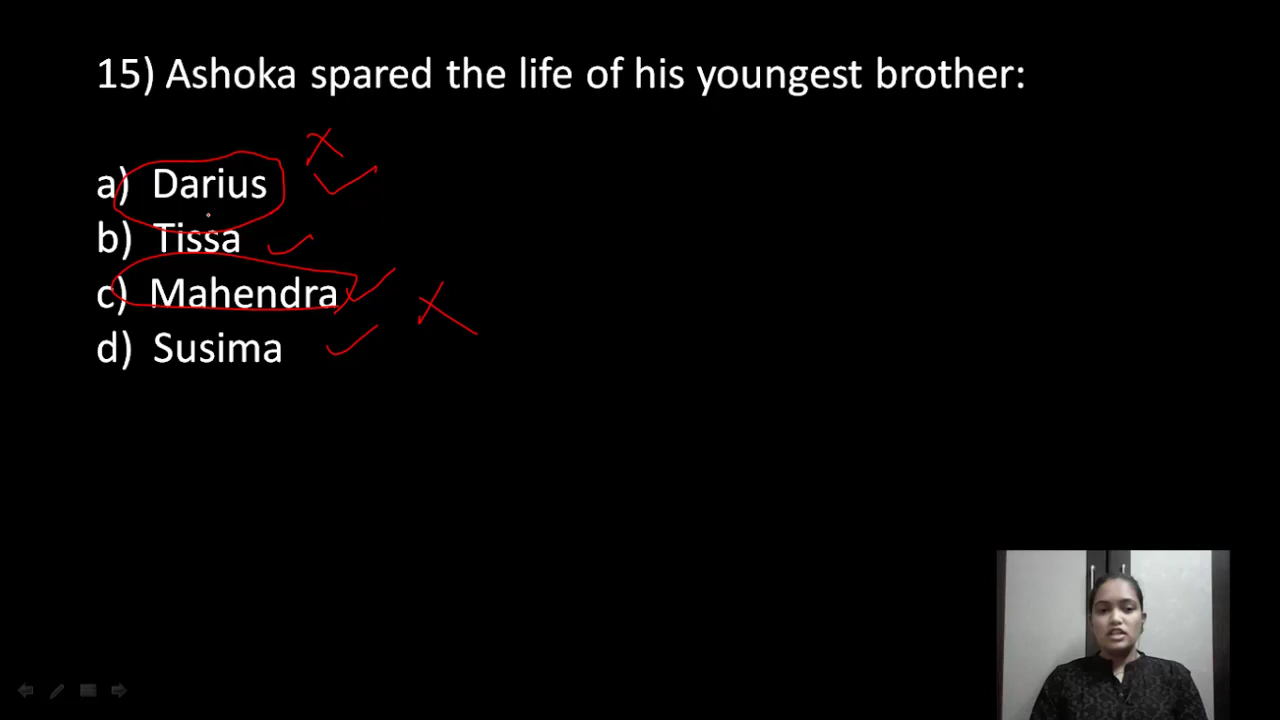 15) Ashoka spared the life of his youngest brother:
a) Darius
b) Tissa
c) Mahendra
d) Susima